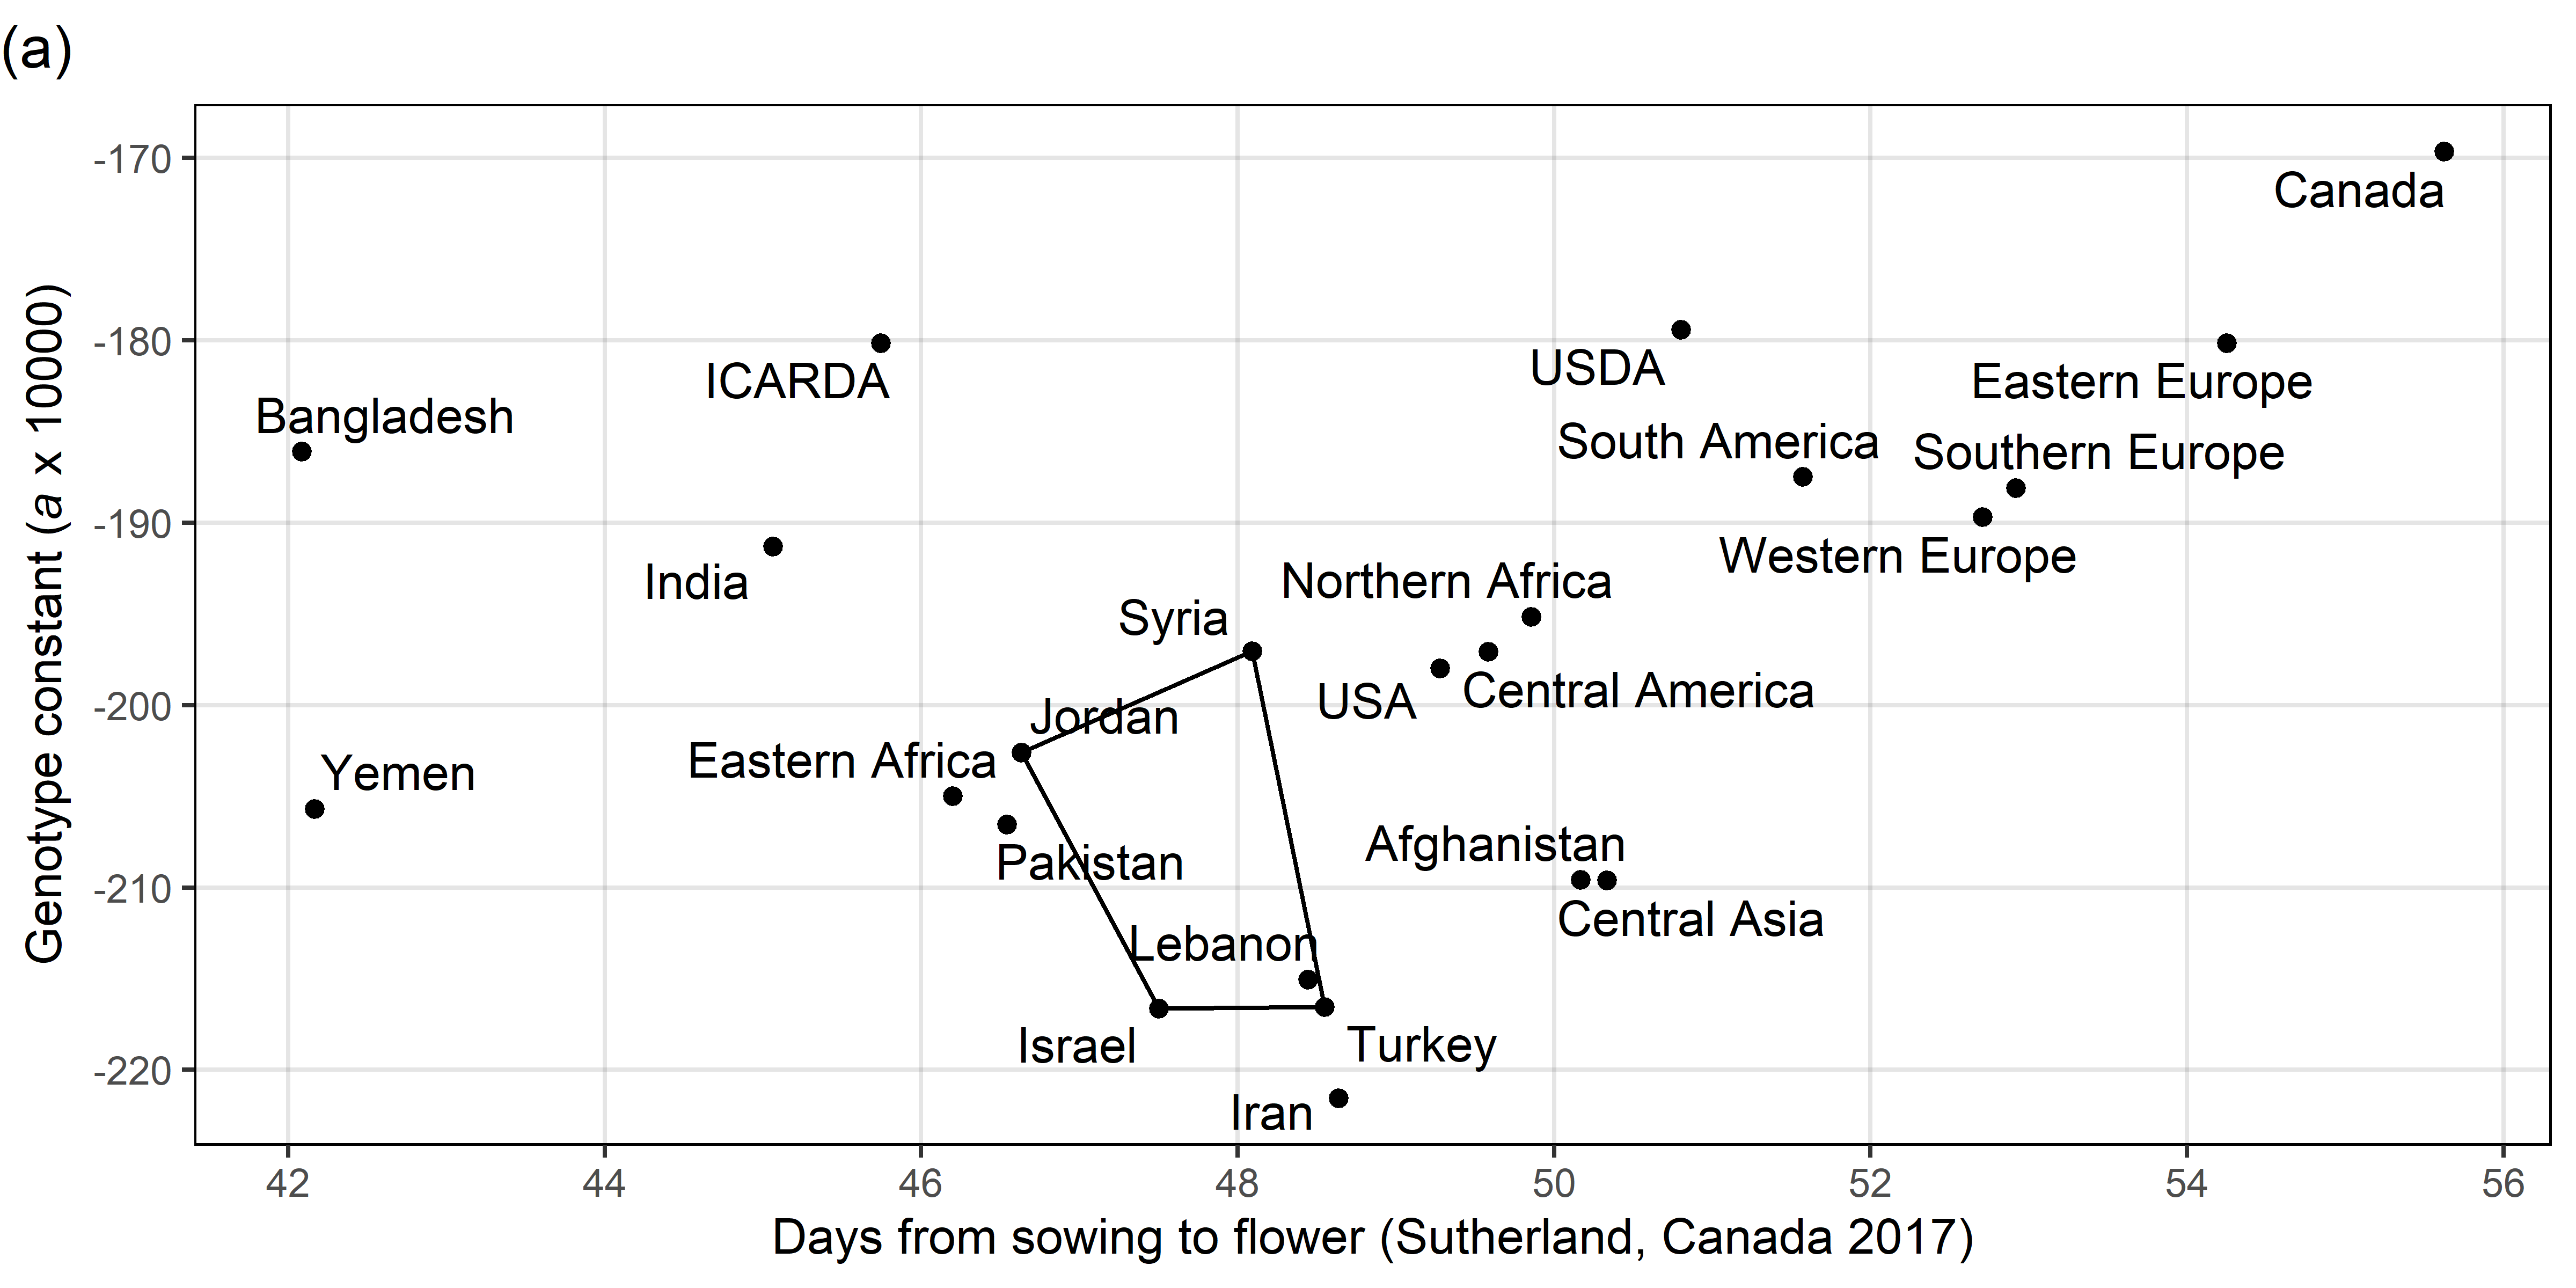 (a)
Genotype constant (a x 10000)
-170
-180
-190
-200
-210
-220
Canada
USDA
ICARDA
Eastern Europe
Bangladesh
South America
Southern Europe
Western Europe
India
Northern Africa
Syria
USA
Central America
Jordan
Eastern Africa
Yemen
Pakistan
Afghanistan
Central Asia
Lebanon
Israel
Turkey
Iran
42 44 46 48 50 52 54 56
Days from sowing to flower (Sutherland, Canada 2017)